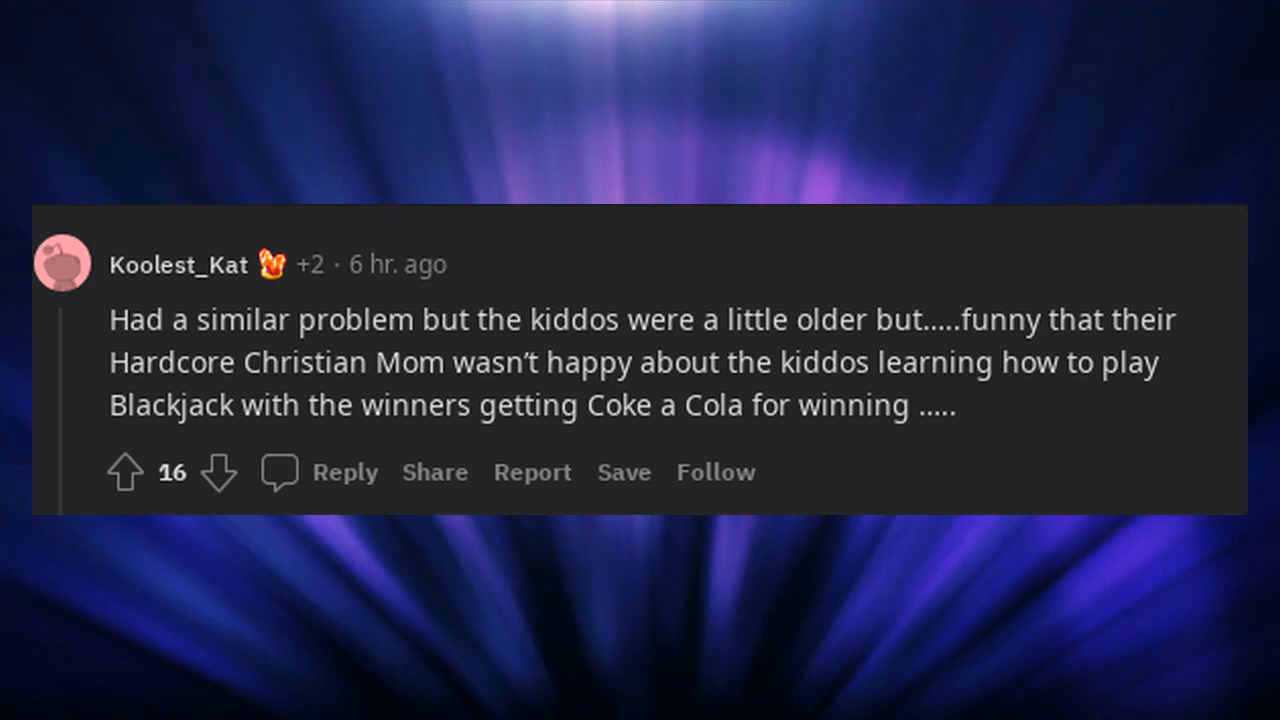 Koolest_Kat +2 · 6 hr. ago
Had a similar problem but the kiddos were a little older but.....funny that their
Hardcore Christian Mom wasn’t happy about the kiddos learning how to play
Blackjack with the winners getting Coke a Cola for winning .....
16 Reply Share Report Save Follow